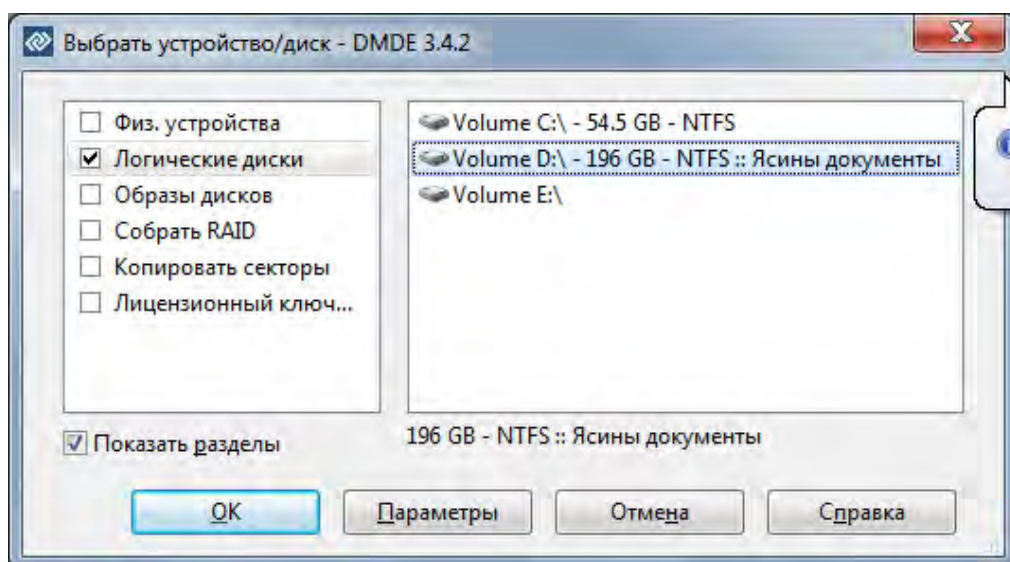 Выбрать устройство/диск - DMDE 3.4.2
Физ. устройства
Логические диски
Образы дисков
Собрать RAID
Копировать секторы
Лицензионный ключ...
Volume C:\ - 54.5 GB - NTFS
Volume D:\ - 196 GB - NTFS :: Ясины документы
Volume E:\
Показать разделы
196 GB - NTFS :: Ясины документы
OK
Параметры
Отмена
Справка